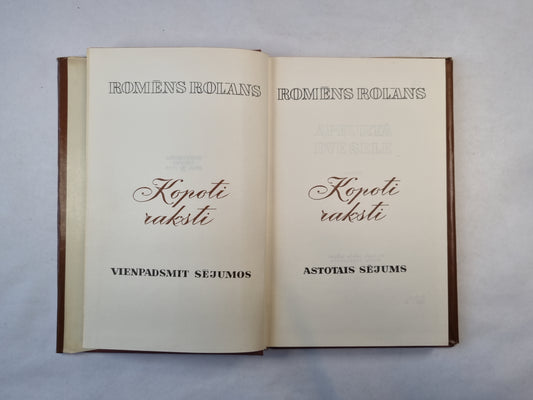 ROMĒNS ROLANS
Kopoti
raksti
VIENPADSMIT SĒJUMOS
ROMĒNS ROLANS
Kopoti
raksti
ASTOTAIS SĒJUMS